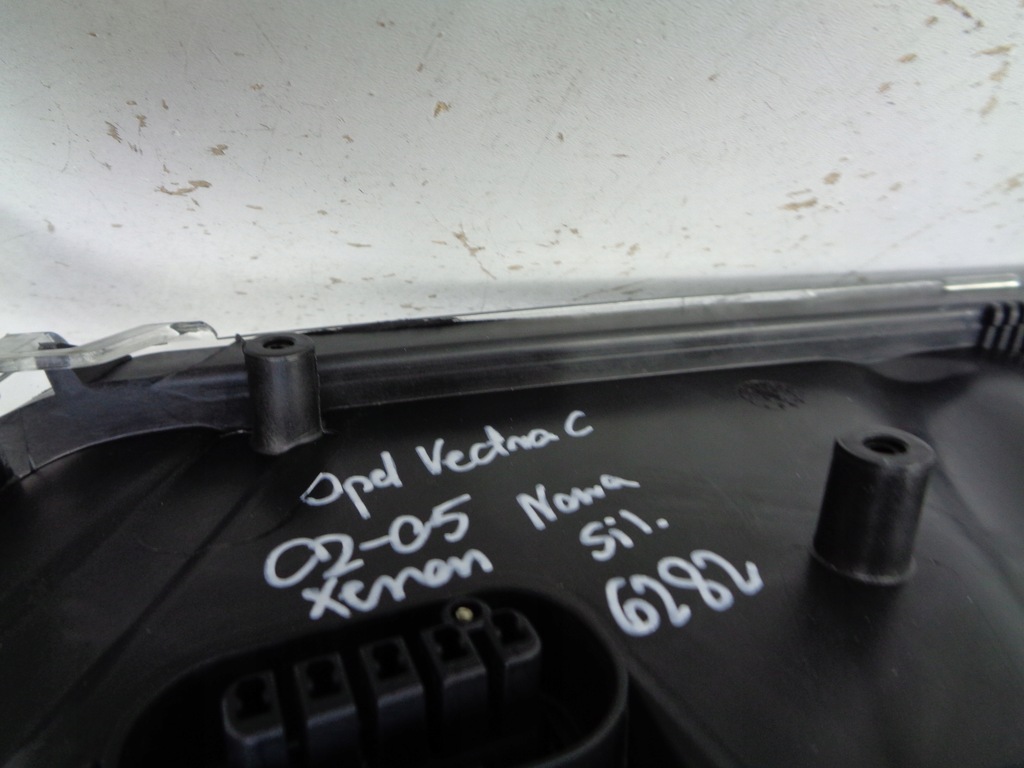 Opel Vectra C
02-05 Nowa
xenon sil.
6282